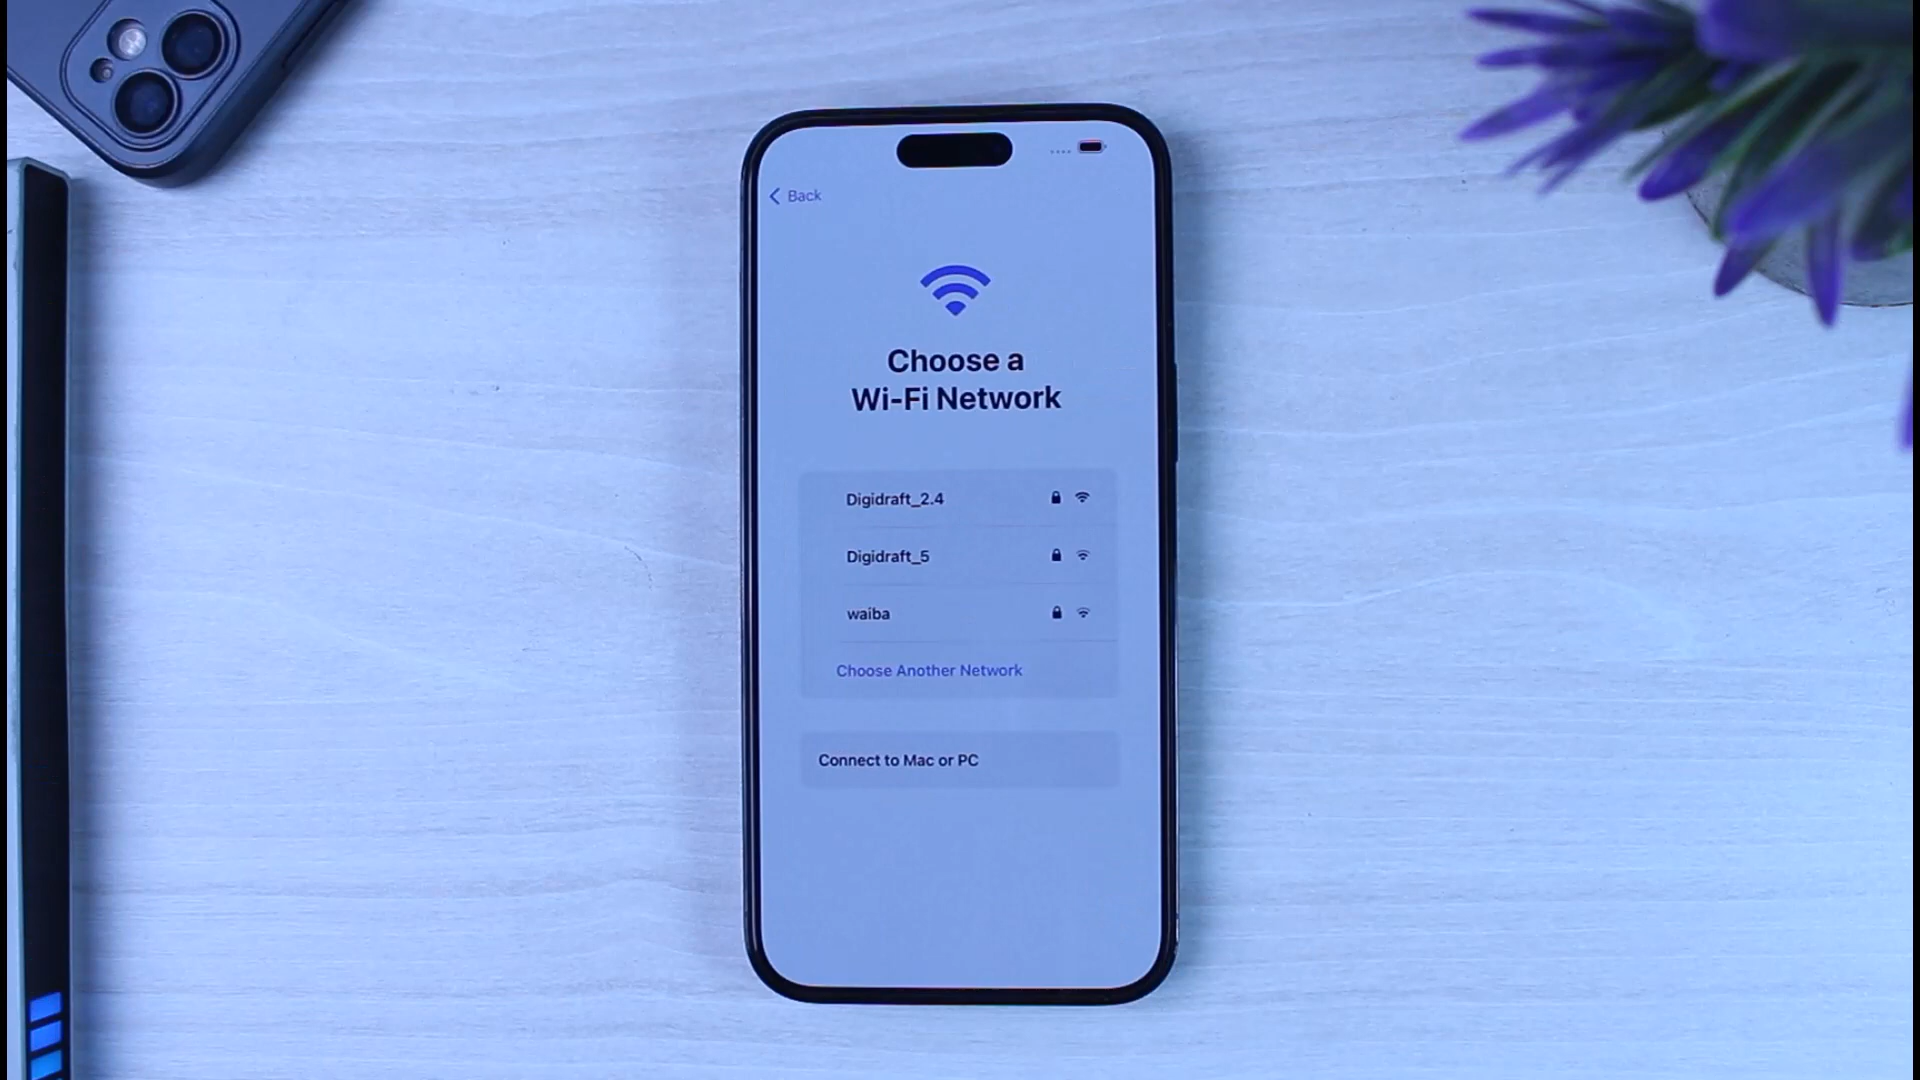 Back
Choose a
Wi-Fi Network
Digidraft_2.4
Digidraft_5
waiba
Choose Another Network
Connect to Mac or PC